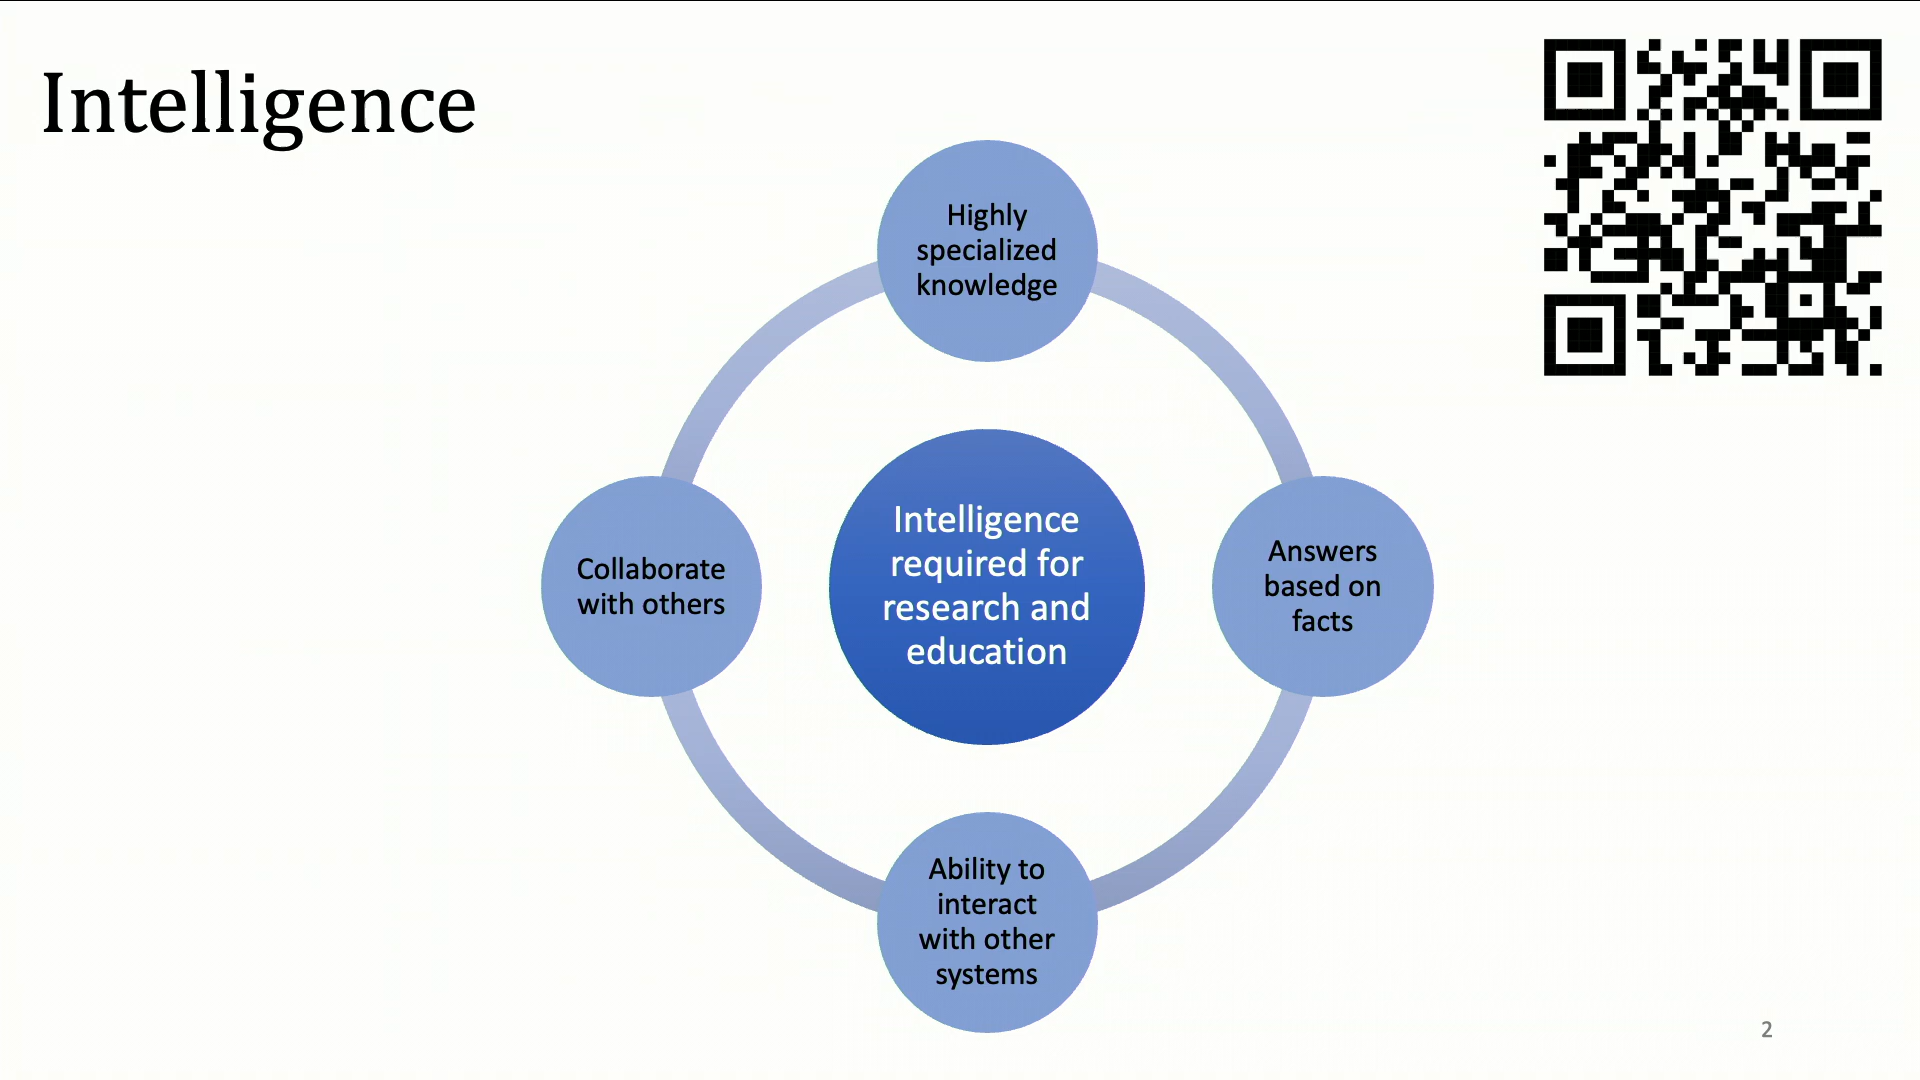 Intelligence
Highly
specialized
knowledge
Collaborate
with others
Intelligence
required for
research and
education
Answers
based on
facts
Ability to
interact
with other
systems
2